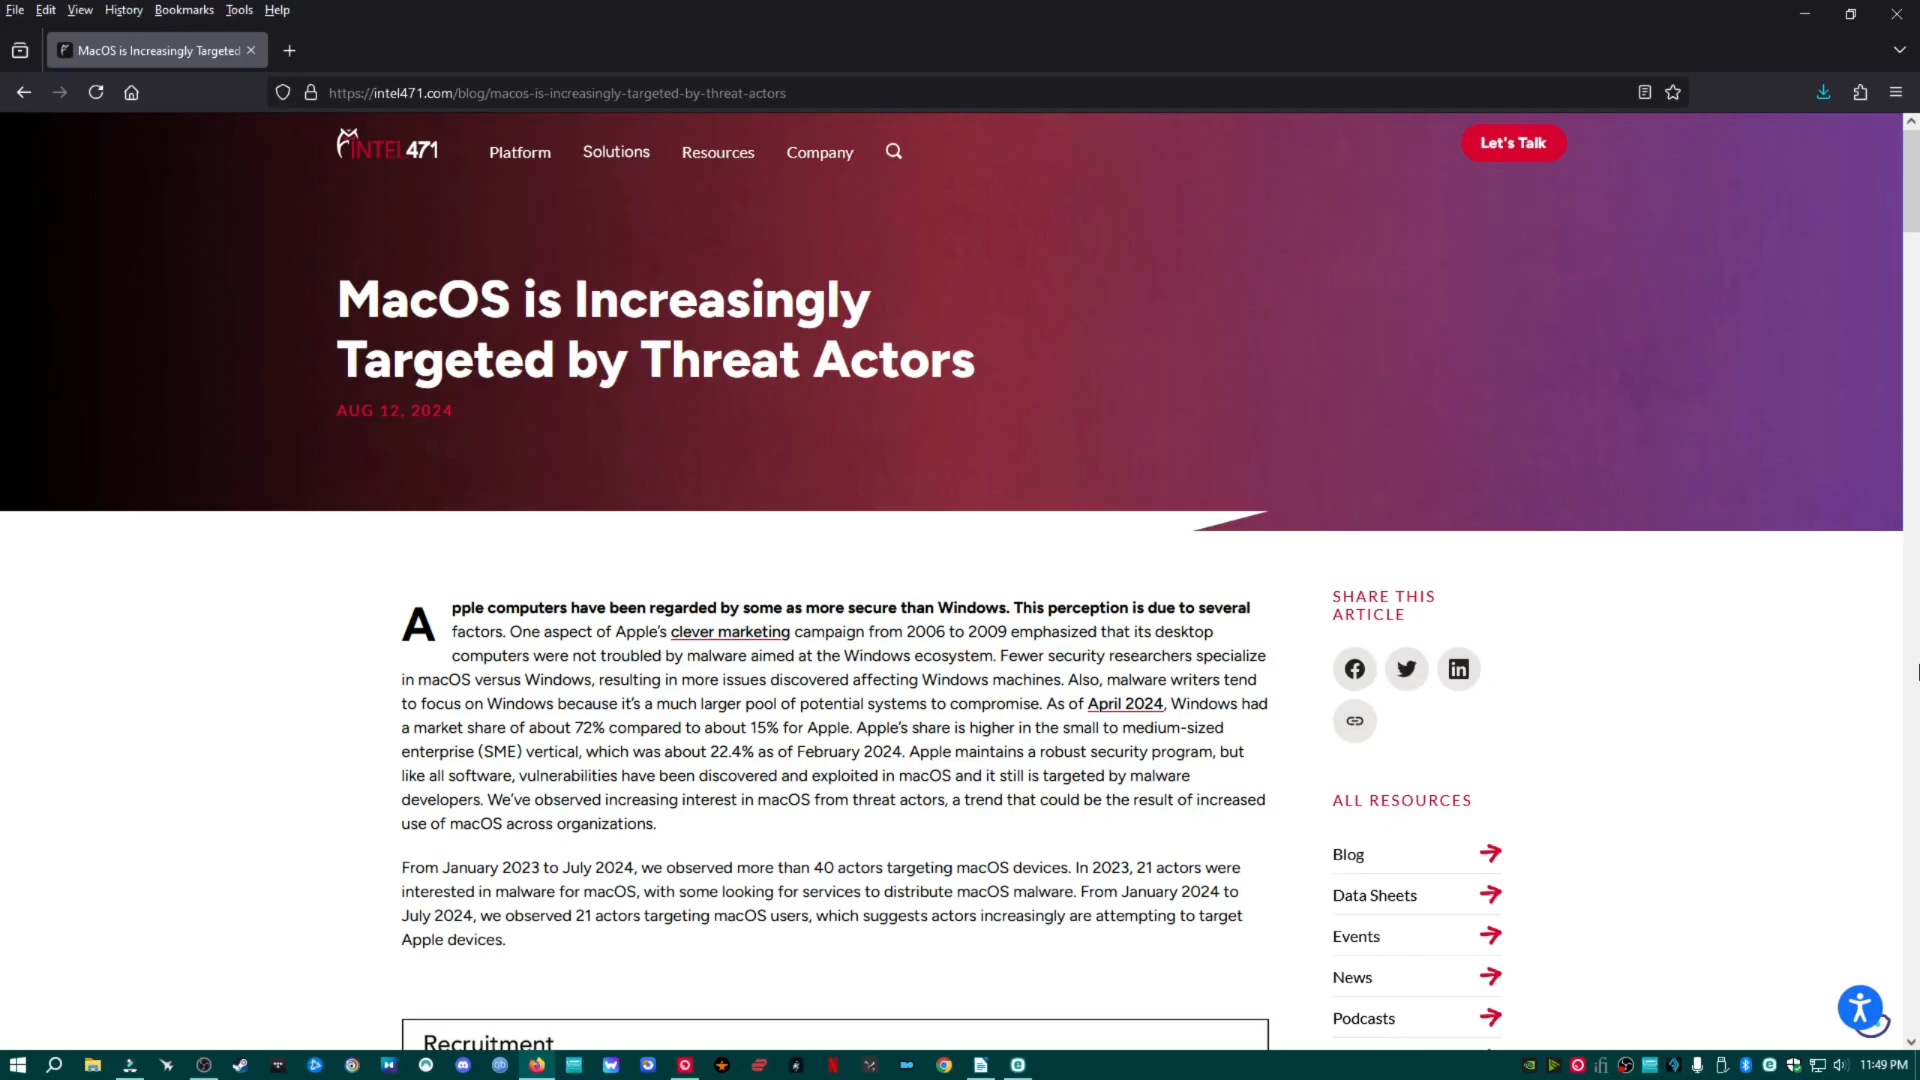 File Edit View History Bookmarks Tools Help
MacOS is Increasingly Targeted
https://intel471.com/blog/macos-is-increasingly-targeted-by-threat-actors
INTEL471 Platform Solutions Resources Company Let's Talk
MacOS is Increasingly
Targeted by Threat Actors
AUG 12, 2024
Apple computers have been regarded by some as more secure than Windows. This perception is due to several
factors. One aspect of Apple's clever marketing campaign from 2006 to 2009 emphasized that its desktop
computers were not troubled by malware aimed at the Windows ecosystem. Fewer security researchers specialize
in macOS versus Windows, resulting in more issues discovered affecting Windows machines. Also, malware writers tend
to focus on Windows because it's a much larger pool of potential systems to compromise. As of April 2024, Windows had
a market share of about 72% compared to about 15% for Apple. Apple's share is higher in the small to medium-sized
enterprise (SME) vertical, which was about 22.4% as of February 2024. Apple maintains a robust security program, but
like all software, vulnerabilities have been discovered and exploited in macOS and it still is targeted by malware
developers. We've observed increasing interest in macOS from threat actors, a trend that could be the result of increased
use of macOS across organizations.
From January 2023 to July 2024, we observed more than 40 actors targeting macOS devices. In 2023, 21 actors were
interested in malware for macOS, with some looking for services to distribute macOS malware. From January 2024 to
July 2024, we observed 21 actors targeting macOS users, which suggests actors increasingly are attempting to target
Apple devices.
Recruitment
SHARE THIS
ARTICLE
ALL RESOURCES
Blog
Data Sheets
Events
News
Podcasts
11:49 PM